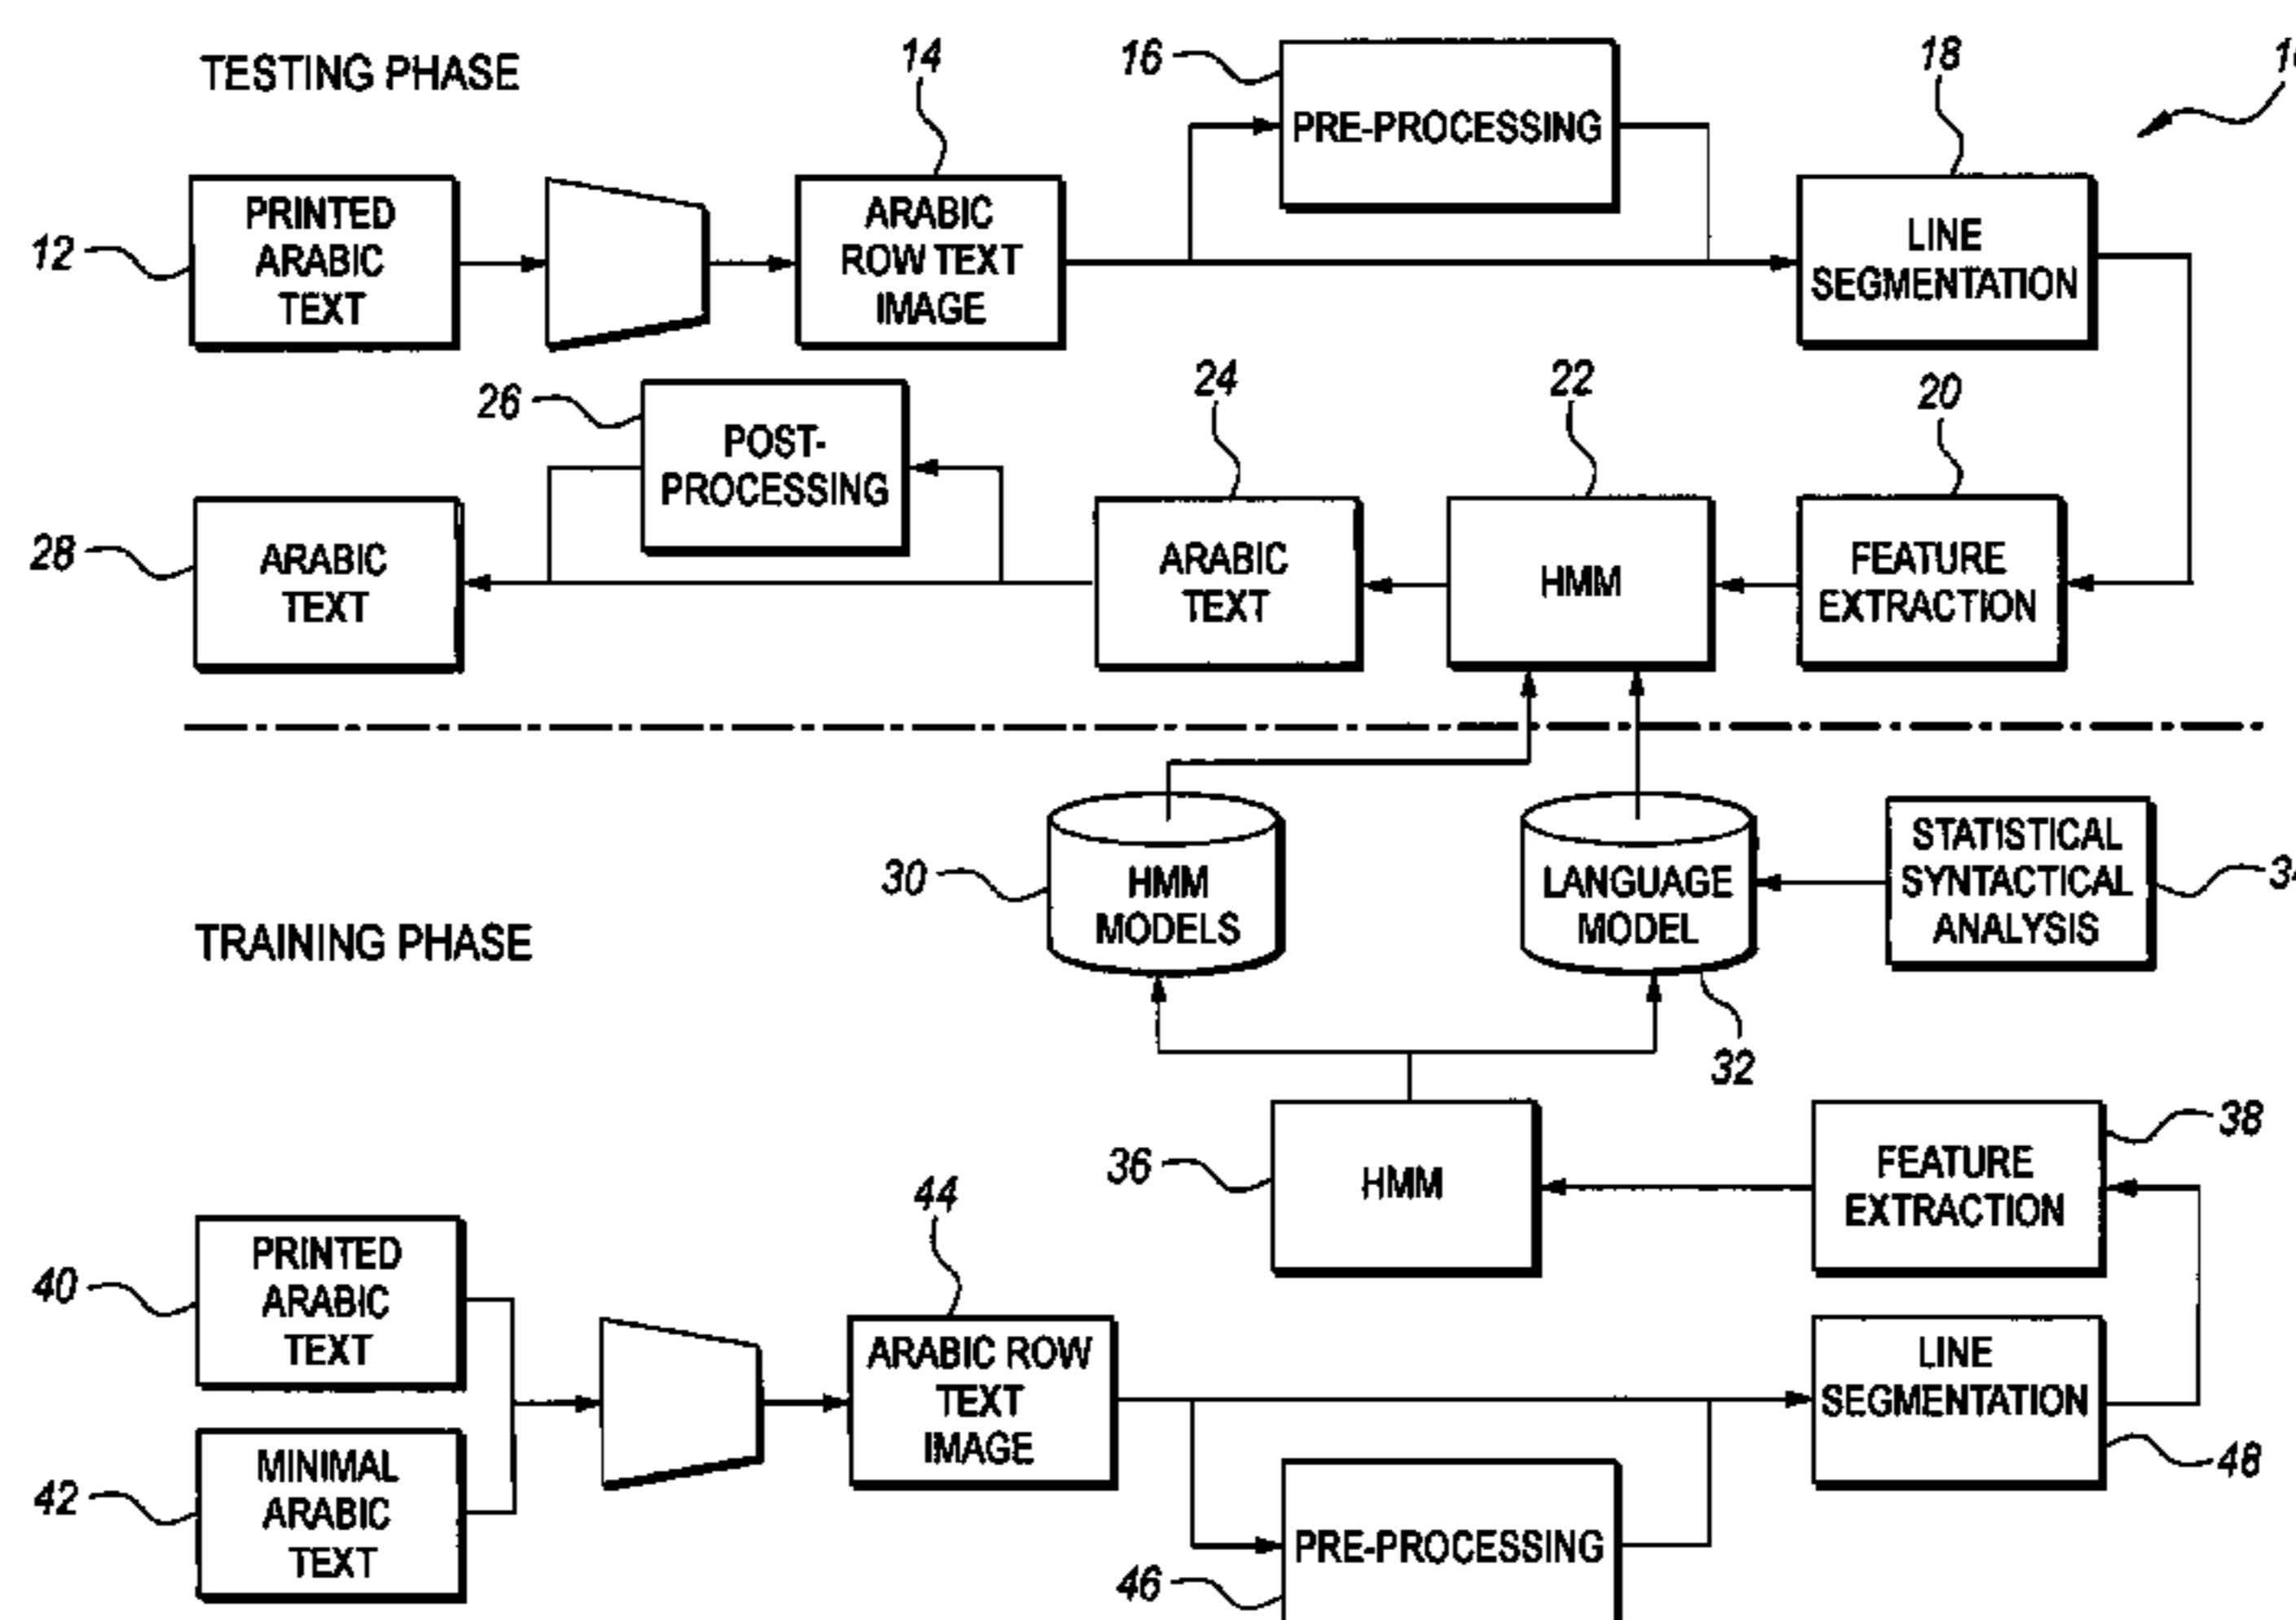 TESTING PHASE
14
16
18
12
PRINTED
ARABIC
TEXT
ARABIC
ROW TEXT
IMAGE
PRE-PROCESSING
LINE
SEGMENTATION
26
24
22
20
POST-
PROCESSING
28
ARABIC
TEXT
ARABIC
TEXT
HMM
FEATURE
EXTRACTION
TRAINING PHASE
30
HMM
MODELS
LANGUAGE
MODEL
STATISTICAL
SYNTACTICAL
ANALYSIS
32
36
HMM
FEATURE
EXTRACTION
38
40
PRINTED
ARABIC
TEXT
44
ARABIC ROW
TEXT
IMAGE
LINE
SEGMENTATION
48
42
MINIMAL
ARABIC
TEXT
PRE-PROCESSING
46